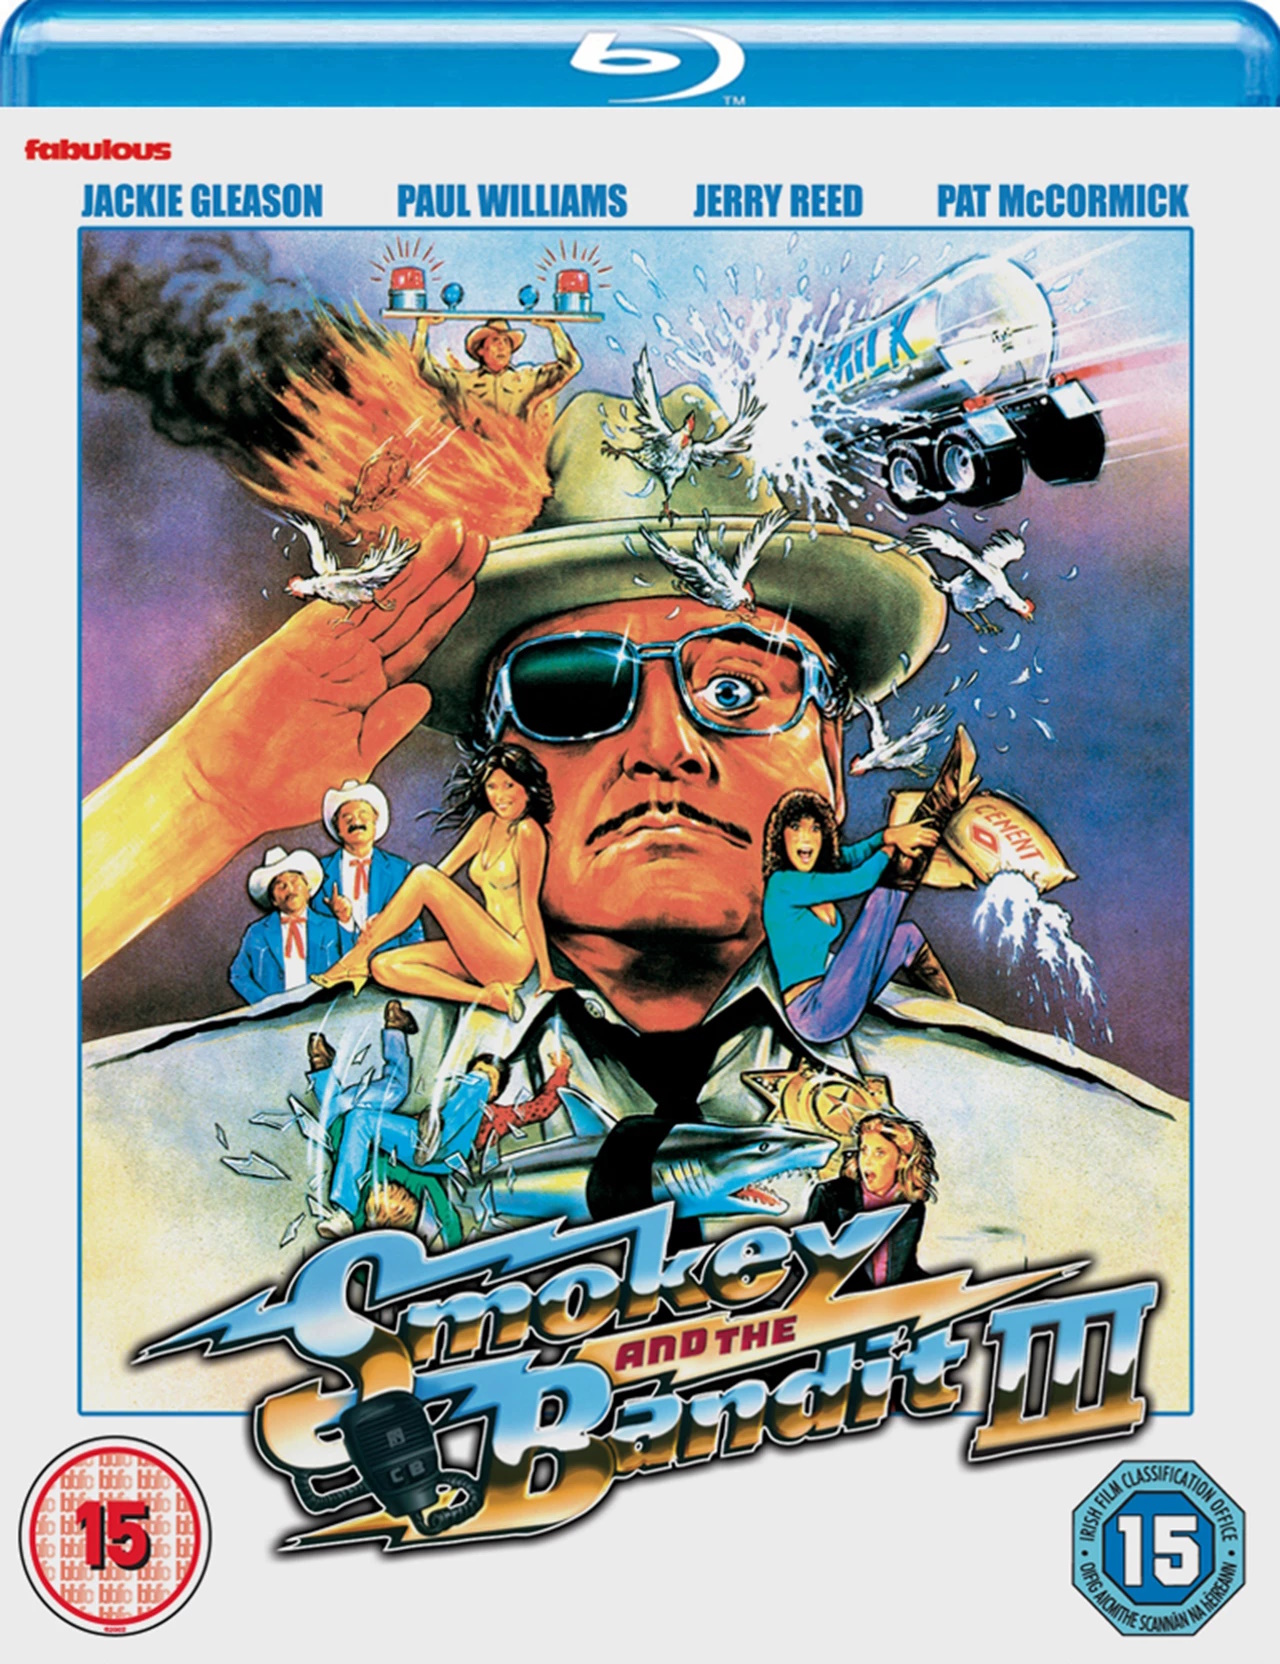 TM
fabulous
JACKIE GLEASON PAUL WILLIAMS JERRY REED PAT McCORMICK
MILK
CEMENT
Smokey
AND THE
Bandit III
CB
15
IRISH FILM CLASSIFICATION OFFICE
15
OIFIG AICMITHE SCANNÁN NA hÉIREANN